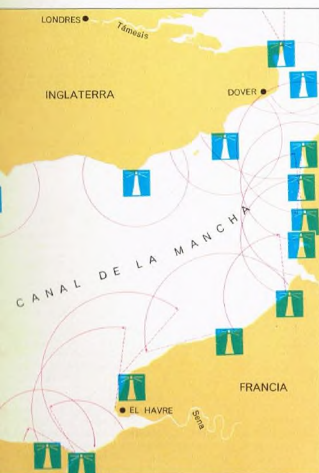 LONDRES
Támesis
INGLATERRA
DOVER
CANAL DE LA MANCHA
FRANCIA
EL HAVRE
Sena